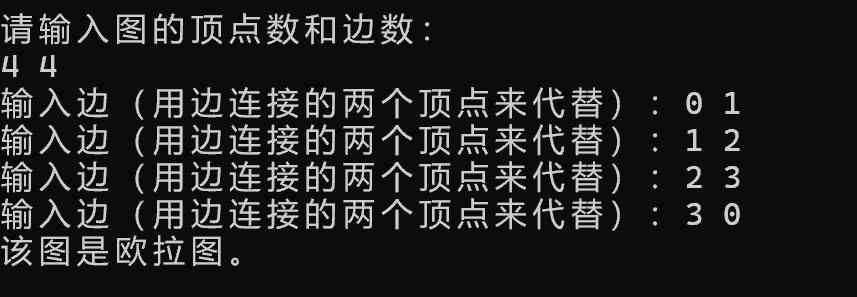 请输入图的顶点数和边数：
4 4
输入边（用边连接的两个顶点来代替）：0 1
输入边（用边连接的两个顶点来代替）：1 2
输入边（用边连接的两个顶点来代替）：2 3
输入边（用边连接的两个顶点来代替）：3 0
该图是欧拉图。